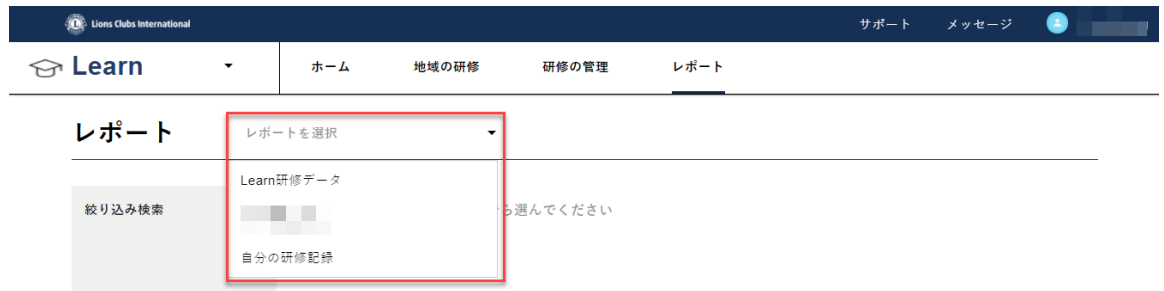 Lions Clubs International
サポート メッセージ
Learn ホーム 地域の研修 研修の管理 レポート
レポート レポートを選択
Learn研修データ
絞り込み検索 ら選んでください
自分の研修記録